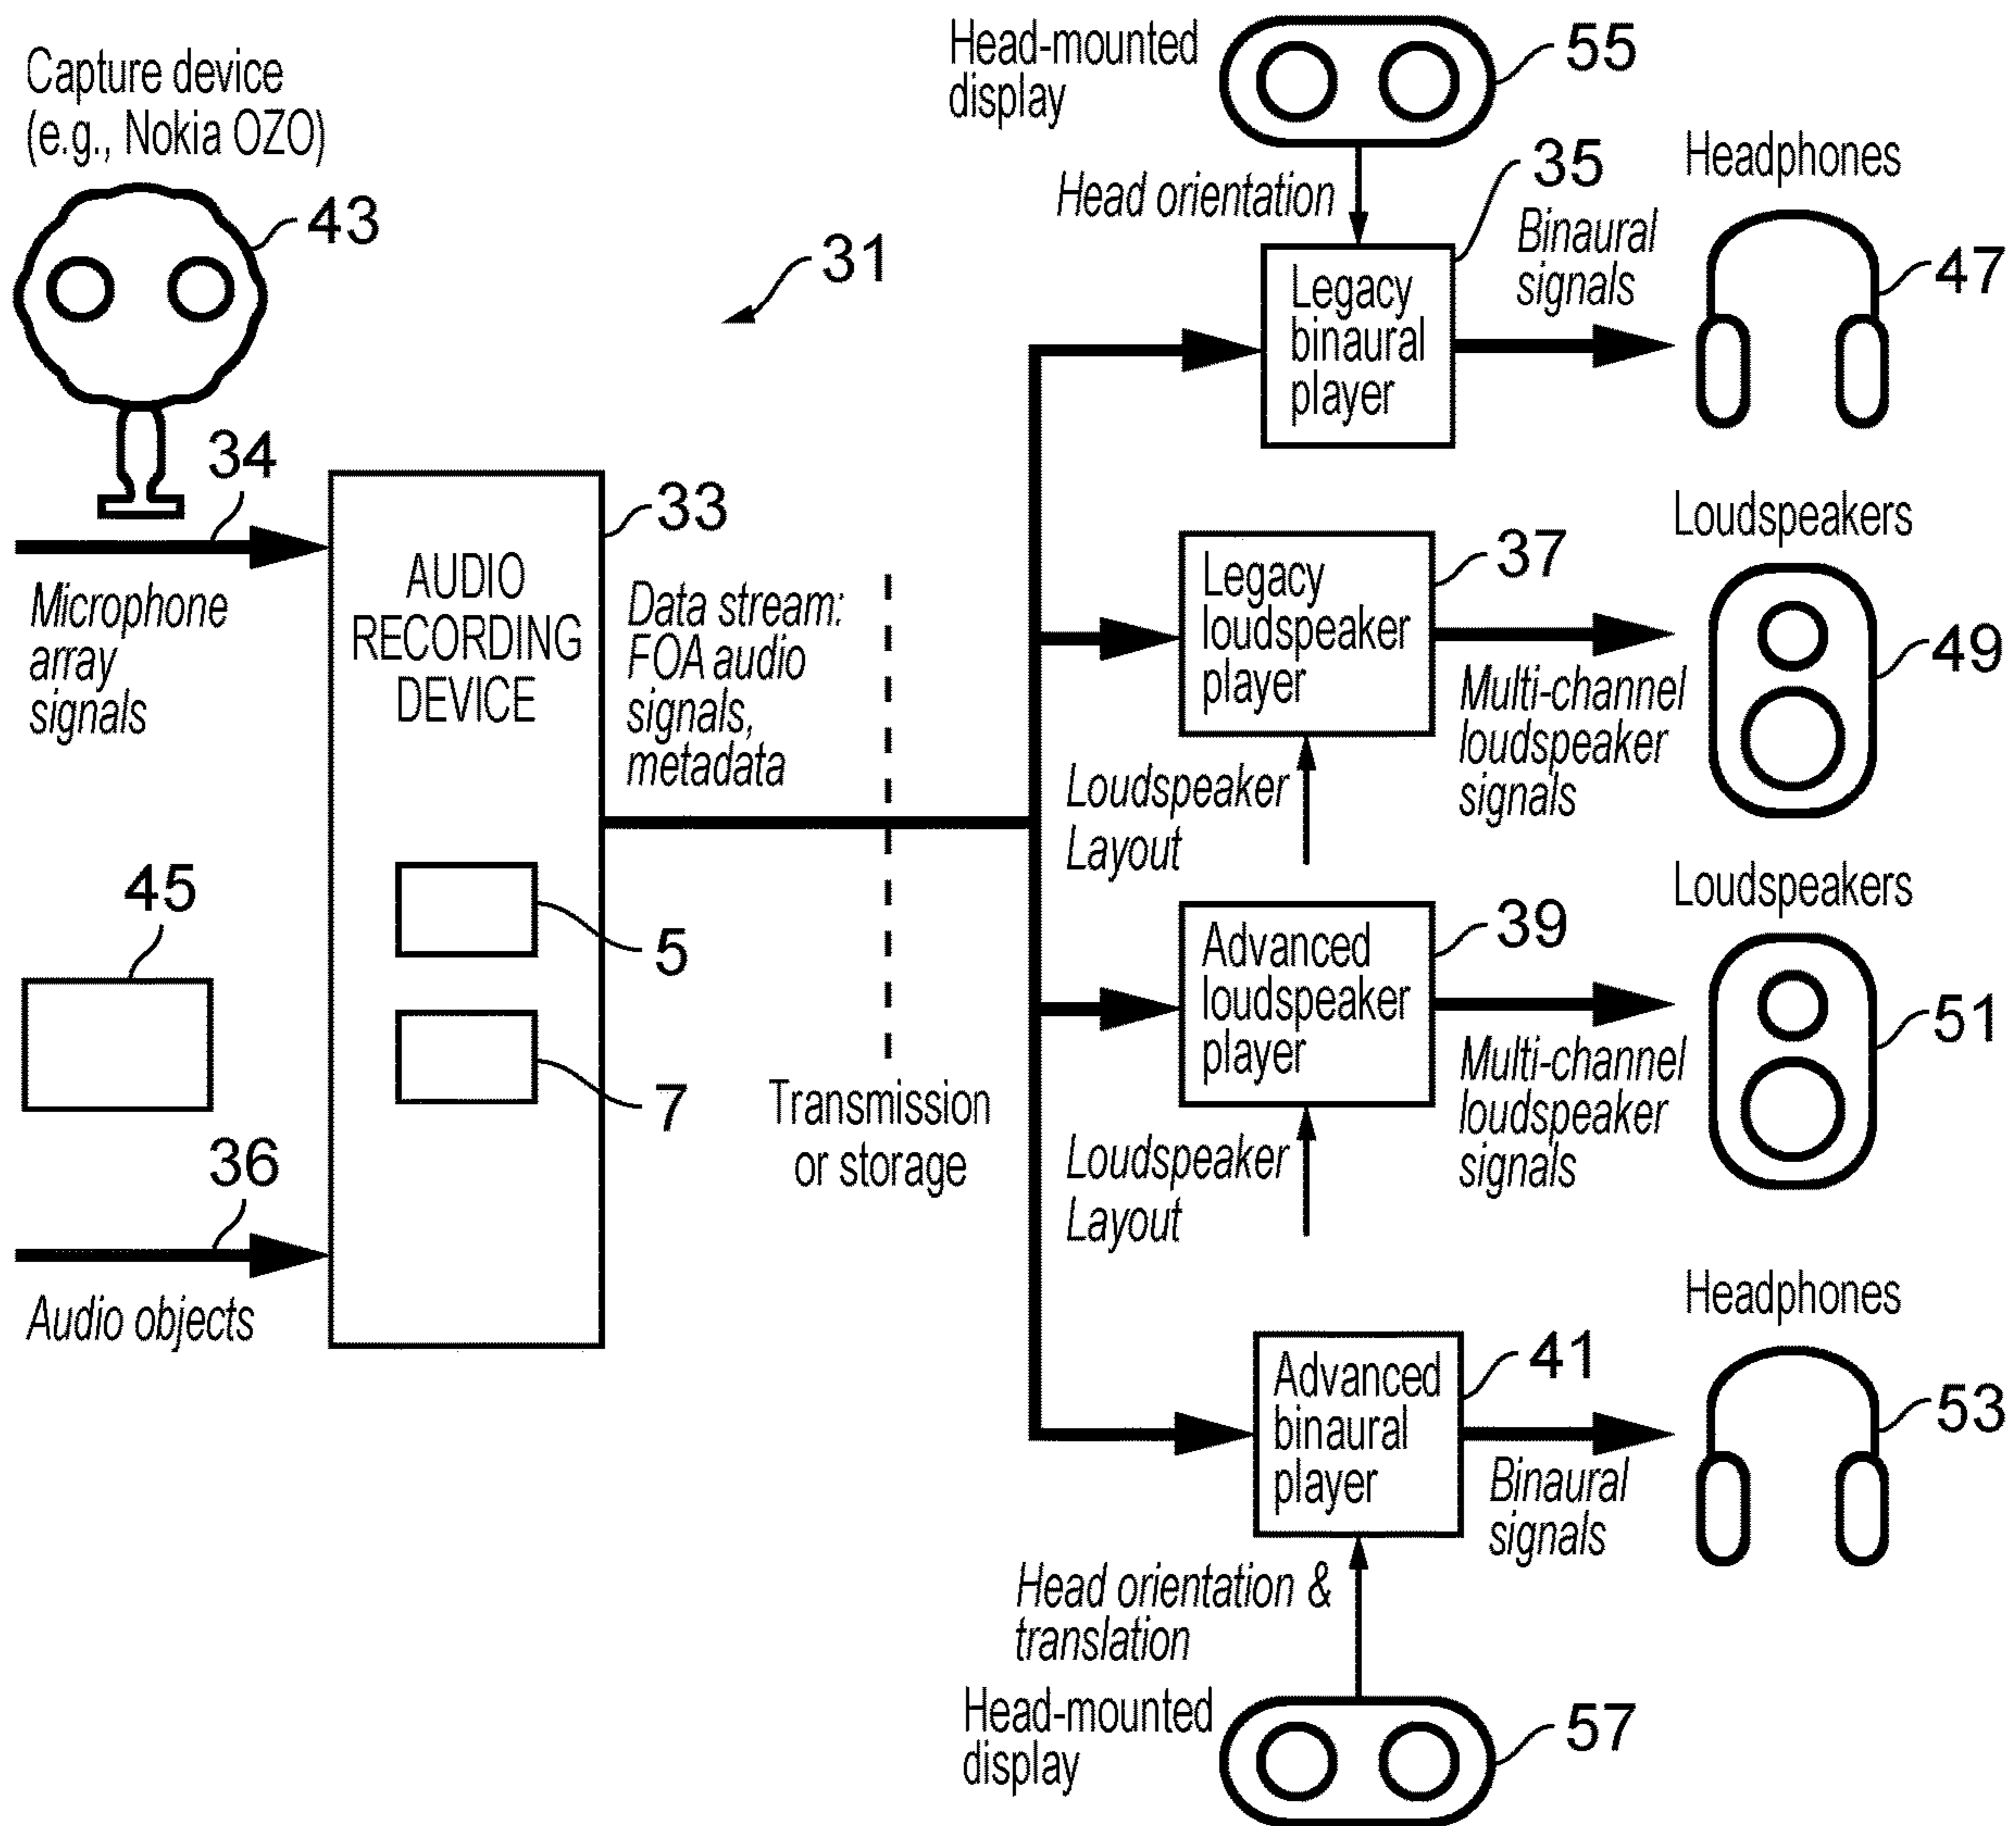 Capture device
(e.g., Nokia OZO)
43
34
Microphone
array
signals
45
36
Audio objects
31
33
AUDIO
RECORDING
DEVICE
5
7
Data stream:
FOA audio
signals,
metadata
Transmission
or storage
Head-mounted
display
55
Head orientation
35
Legacy
binaural
player
Binaural
signals
Headphones
47
Legacy
loudspeaker
player
37
Loudspeaker
Layout
Multi-channel
loudspeaker
signals
Loudspeakers
49
Advanced
loudspeaker
player
39
Loudspeaker
Layout
Multi-channel
loudspeaker
signals
Loudspeakers
51
Advanced
binaural
player
41
Binaural
signals
Headphones
53
Head orientation &
translation
Head-mounted
display
57